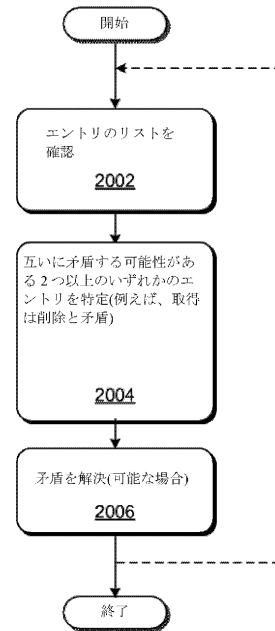 開始
エントリのリストを
確認
2002
互いに矛盾する可能性があ
る2つ以上のいずれかのエ
ントリを特定(例えば、取得
は削除と矛盾)
2004
矛盾を解決(可能な場合)
2006
終了